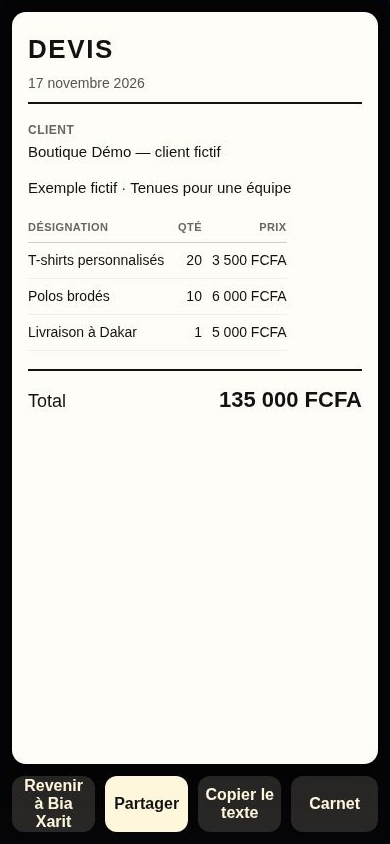 DEVIS
17 novembre 2026
CLIENT
Boutique Démo — client fictif
Exemple fictif · Tenues pour une équipe
DÉSIGNATION QTÉ PRIX
T-shirts personnalisés 20 3 500 FCFA
Polos brodés 10 6 000 FCFA
Livraison à Dakar 1 5 000 FCFA
Total 135 000 FCFA
Revenir à Bia Xarit
Partager
Copier le texte
Carnet